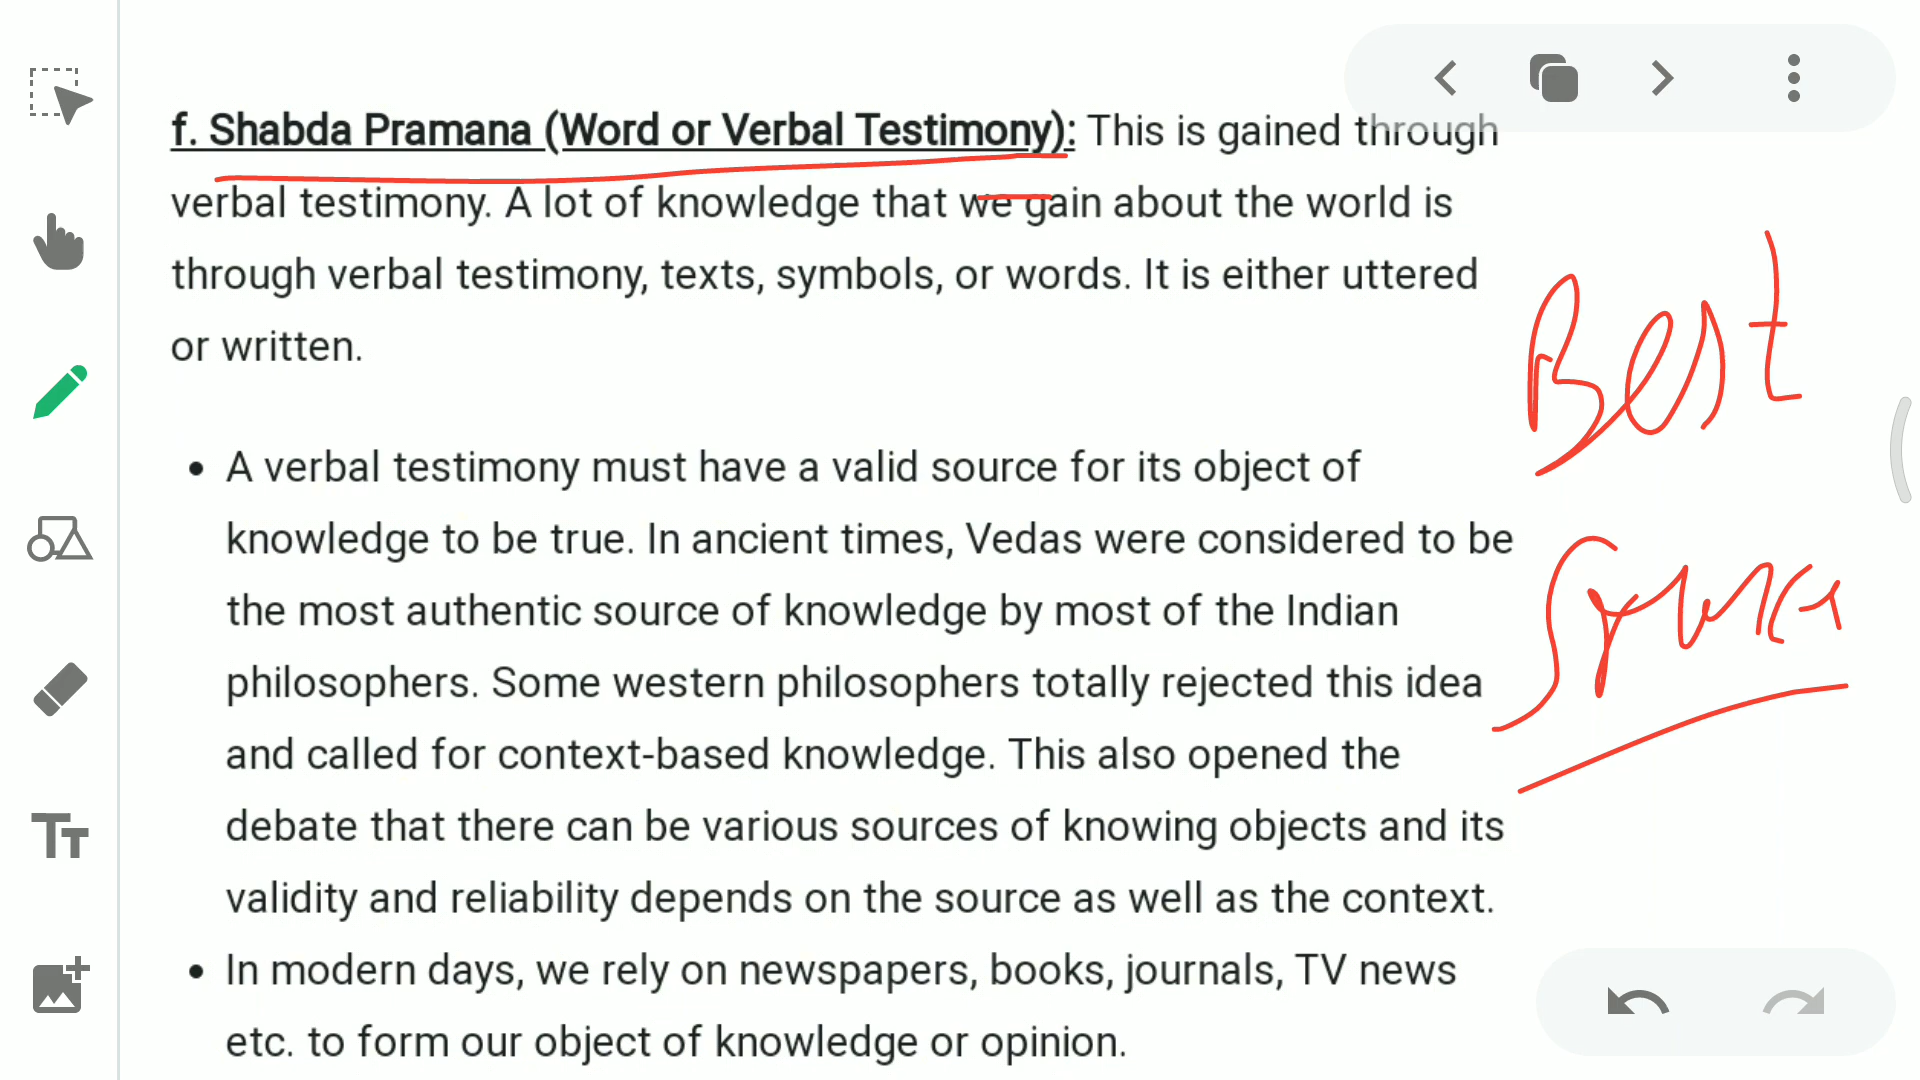 f. Shabda Pramana (Word or Verbal Testimony): This is gained through
verbal testimony. A lot of knowledge that we gain about the world is
through verbal testimony, texts, symbols, or words. It is either uttered
or written.
Best
• A verbal testimony must have a valid source for its object of
knowledge to be true. In ancient times, Vedas were considered to be
the most authentic source of knowledge by most of the Indian
philosophers. Some western philosophers totally rejected this idea
and called for context-based knowledge. This also opened the
debate that there can be various sources of knowing objects and its
validity and reliability depends on the source as well as the context.
• In modern days, we rely on newspapers, books, journals, TV news
etc. to form our object of knowledge or opinion.
TT